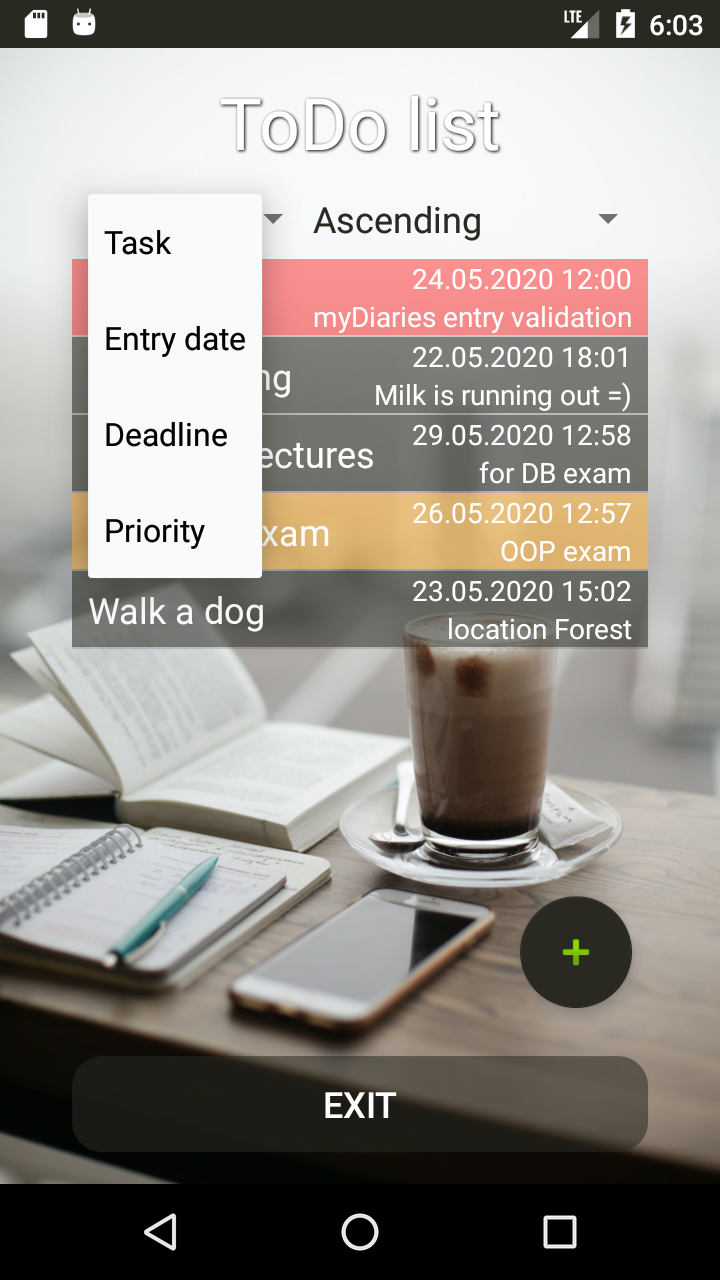 LTE 6:03
ToDo list
Ascending
Task
Entry date
Deadline
Priority
24.05.2020 12:00
myDiaries entry validation
22.05.2020 18:01
Milk is running out =)
ectures
29.05.2020 12:58
for DB exam
26.05.2020 12:57
OOP exam
Walk a dog
23.05.2020 15:02
location Forest
EXIT